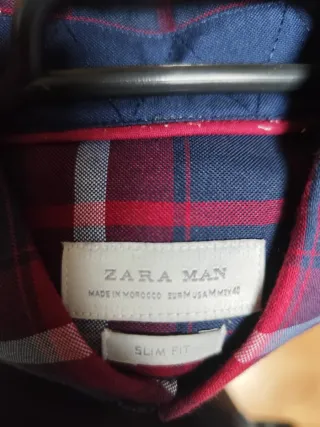 ZARA MAN
MADE IN MOROCCO EUR M USA M MEX 40
SLIM FIT